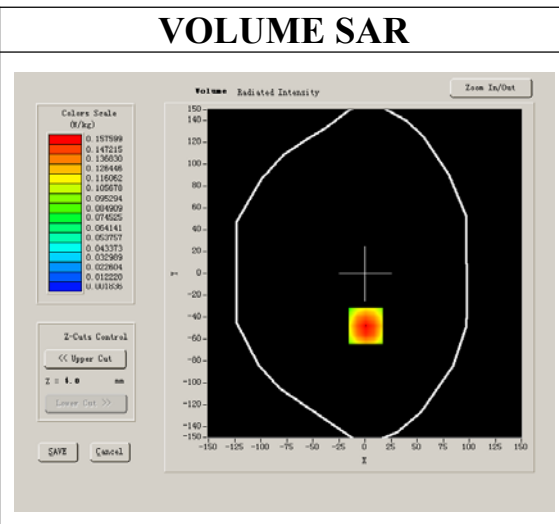 VOLUME SAR
Volume Radiated Intensity
Zoom In/Out
Colors Scale
(W/kg)
0.157599
0.147215
0.136830
0.126446
0.116062
0.105678
0.095294
0.084909
0.074525
0.064141
0.053757
0.043373
0.032989
0.022604
0.012220
0.001836
Z-Cuts Control
<< Upper Cut
Z = 4.0 mm
Lower Cut >>
SAVE Cancel
150
140
120
100
80
60
40
20
0
-20
-40
-60
-80
-100
-120
-140
-150
Y
-150 -125 -100 -75 -50 -25 0 25 50 75 100 125 150
X